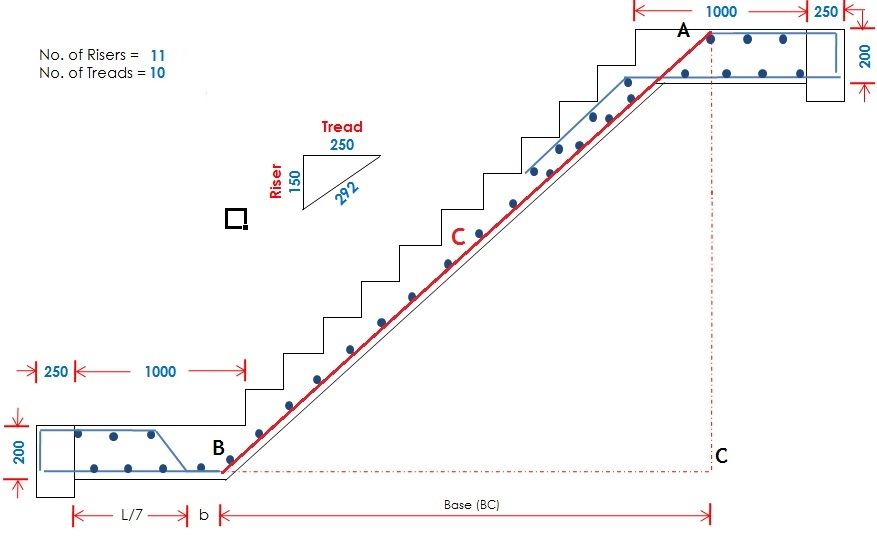 1000
250
A
No. of Risers = 11
No. of Treads = 10
200
Tread
250
Riser
150
292
C
250
1000
B
C
200
L/7
b
Base (BC)